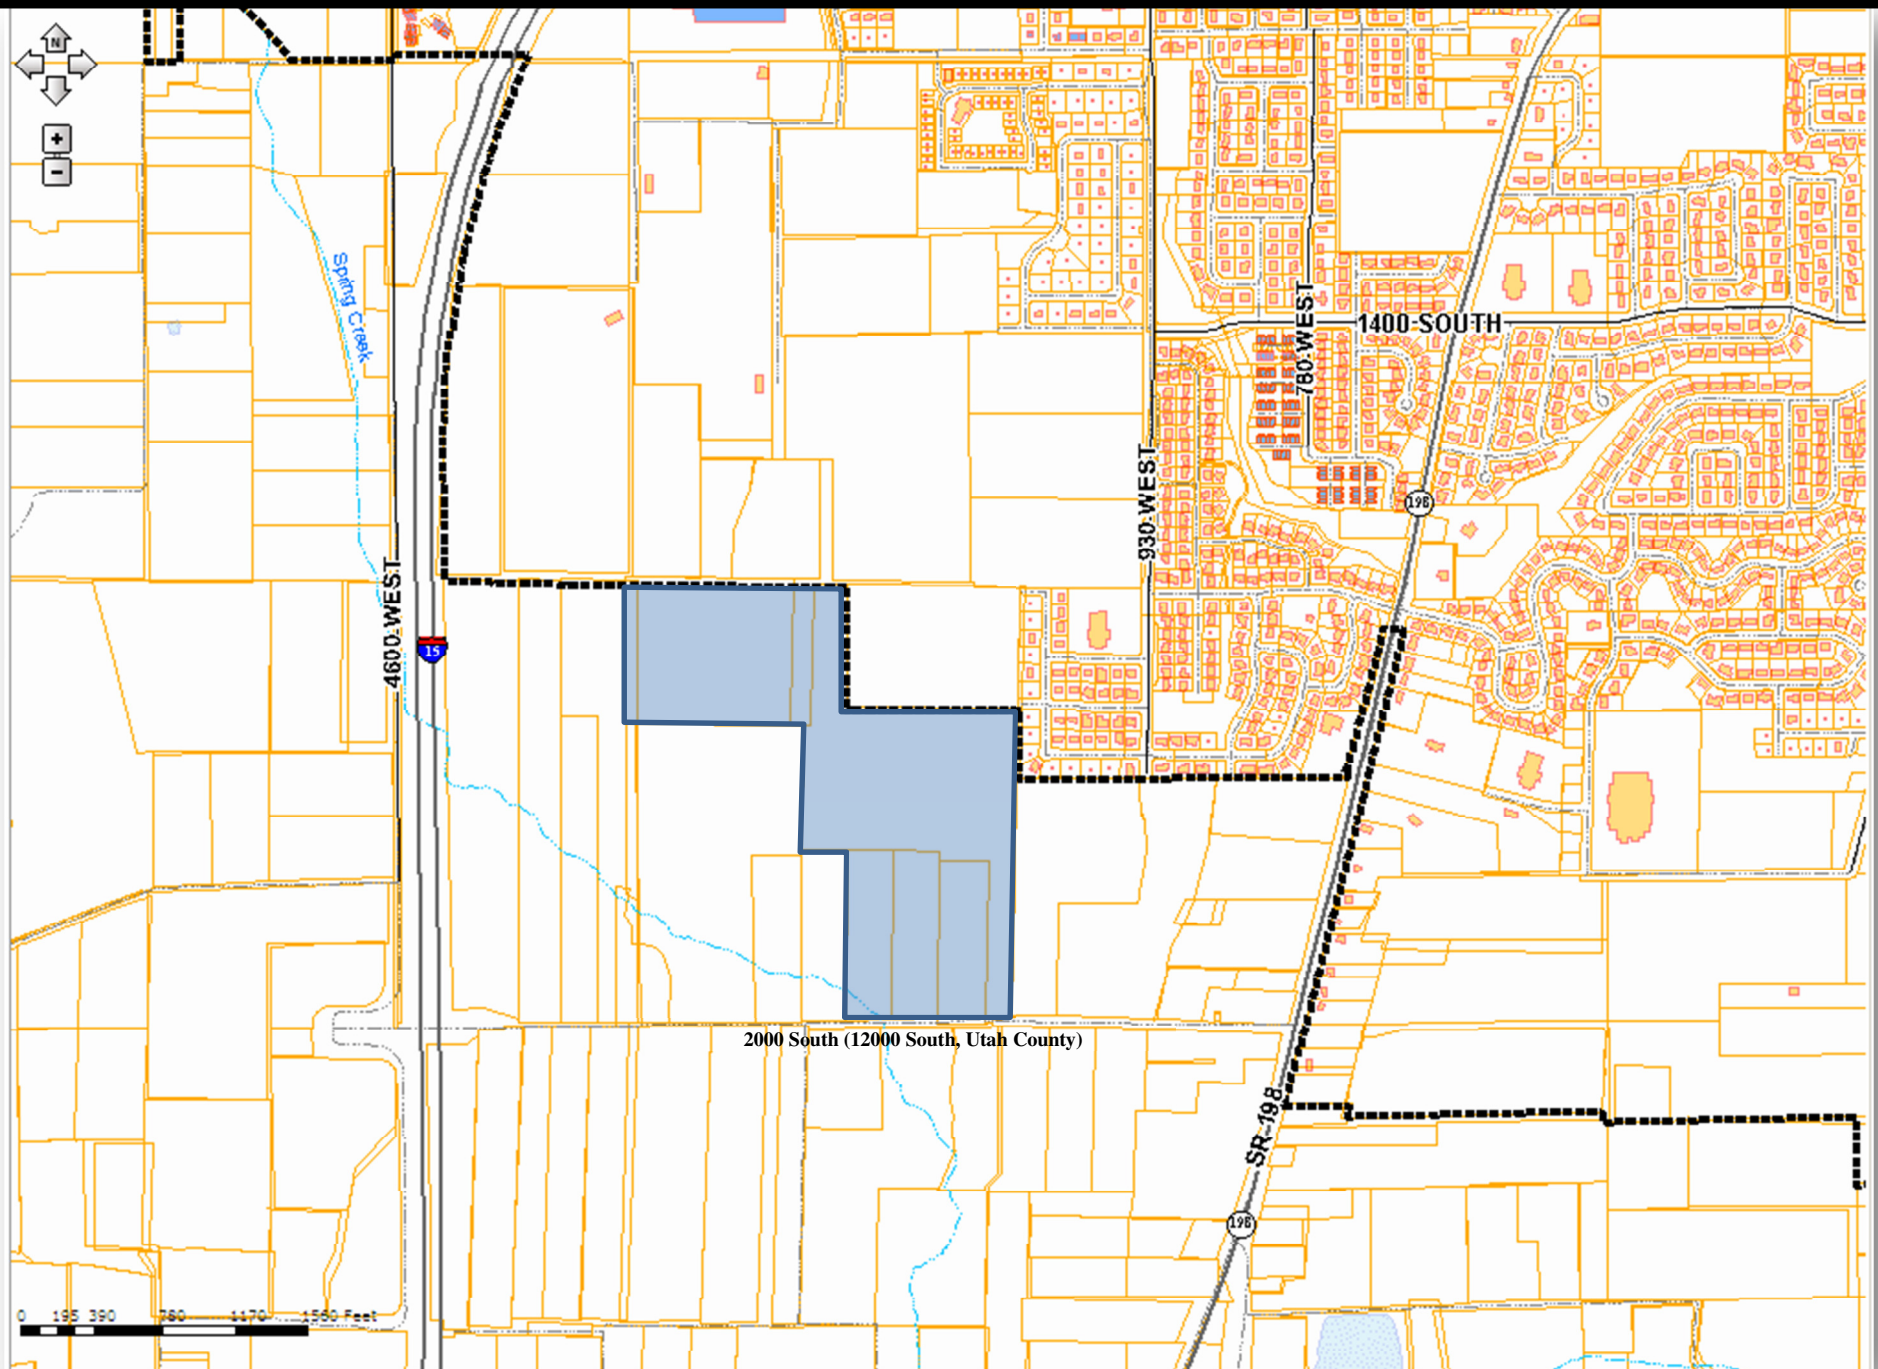 N
+
-
Spring Creek
1400 SOUTH
780 WEST
930 WEST
198
4600 WEST
15
2000 South (12000 South, Utah County)
SR-198
198
0 195 390 780 1170 1560 Feet